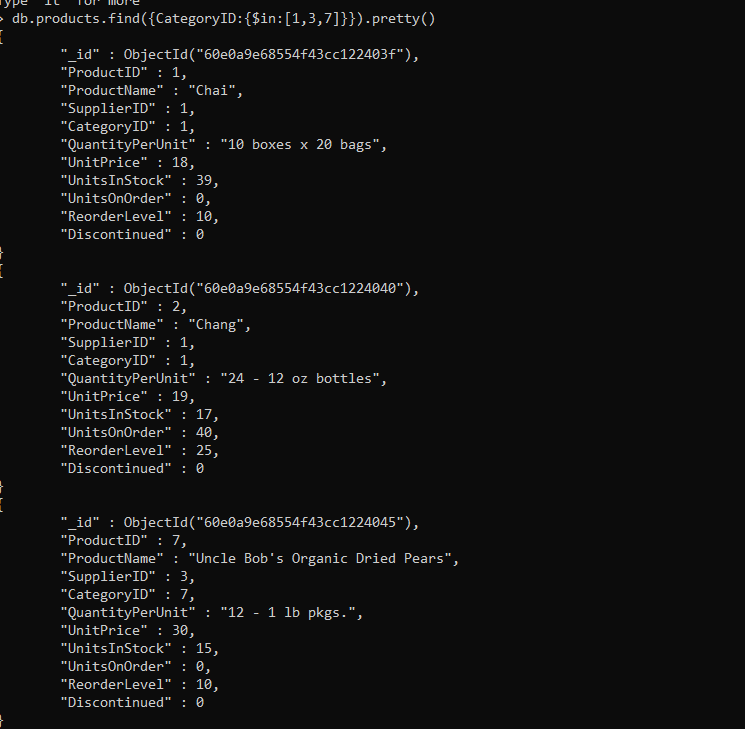 Type "it" for more
> db.products.find({CategoryID:{$in:[1,3,7]}}).pretty()
{
"_id" : ObjectId("60e0a9e68554f43cc122403f"),
"ProductID" : 1,
"ProductName" : "Chai",
"SupplierID" : 1,
"CategoryID" : 1,
"QuantityPerUnit" : "10 boxes x 20 bags",
"UnitPrice" : 18,
"UnitsInStock" : 39,
"UnitsOnOrder" : 0,
"ReorderLevel" : 10,
"Discontinued" : 0
}
{
"_id" : ObjectId("60e0a9e68554f43cc1224040"),
"ProductID" : 2,
"ProductName" : "Chang",
"SupplierID" : 1,
"CategoryID" : 1,
"QuantityPerUnit" : "24 - 12 oz bottles",
"UnitPrice" : 19,
"UnitsInStock" : 17,
"UnitsOnOrder" : 40,
"ReorderLevel" : 25,
"Discontinued" : 0
}
{
"_id" : ObjectId("60e0a9e68554f43cc1224045"),
"ProductID" : 7,
"ProductName" : "Uncle Bob's Organic Dried Pears",
"SupplierID" : 3,
"CategoryID" : 7,
"QuantityPerUnit" : "12 - 1 lb pkgs.",
"UnitPrice" : 30,
"UnitsInStock" : 15,
"UnitsOnOrder" : 0,
"ReorderLevel" : 10,
"Discontinued" : 0
}